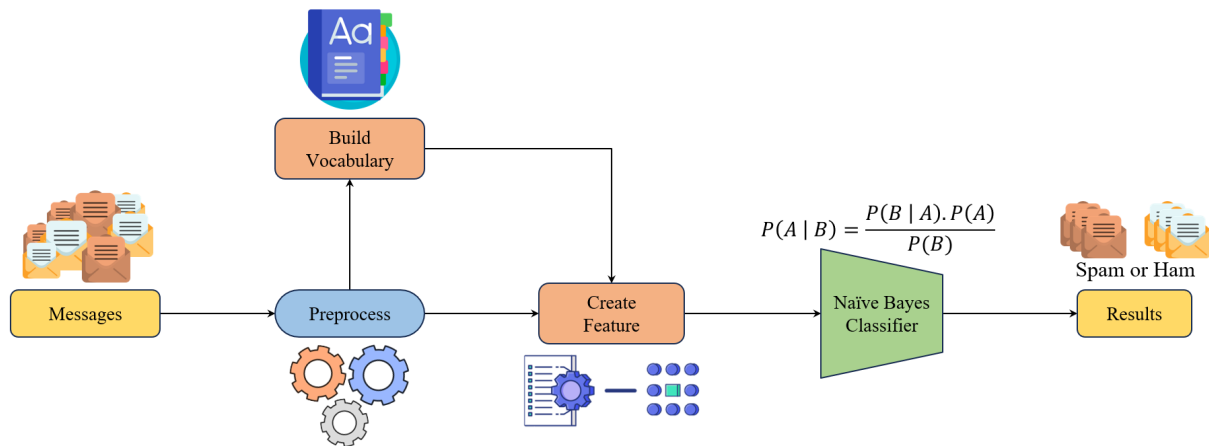 Aa
Build
Vocabulary
P(A | B) = P(B | A). P(A) / P(B)
Spam or Ham
Messages
Preprocess
Create
Feature
Naïve Bayes
Classifier
Results